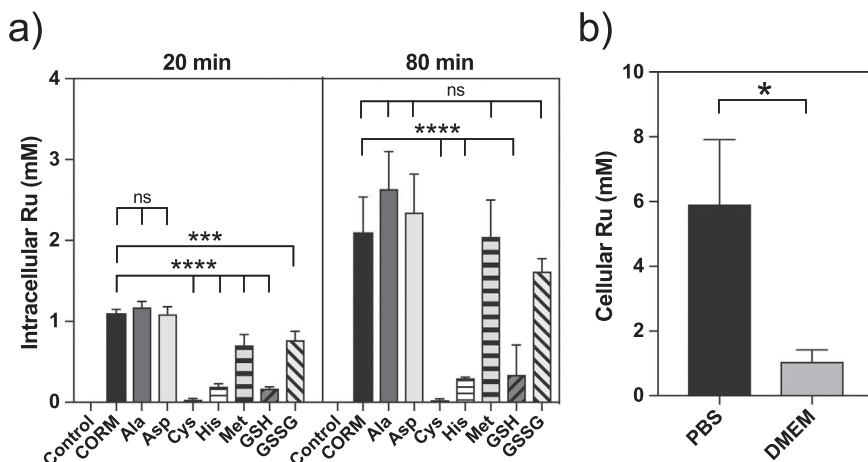 a)
20 min
80 min
Intracellular Ru (mM)
4
3
2
1
0
ns
***
****
ns
****
Control
CORM
Ala
Asp
Cys
His
Met
GSH
GSSG
Control
CORM
Ala
Asp
Cys
His
Met
GSH
GSSG
b)
Cellular Ru (mM)
10
8
6
4
2
0
*
PBS
DMEM